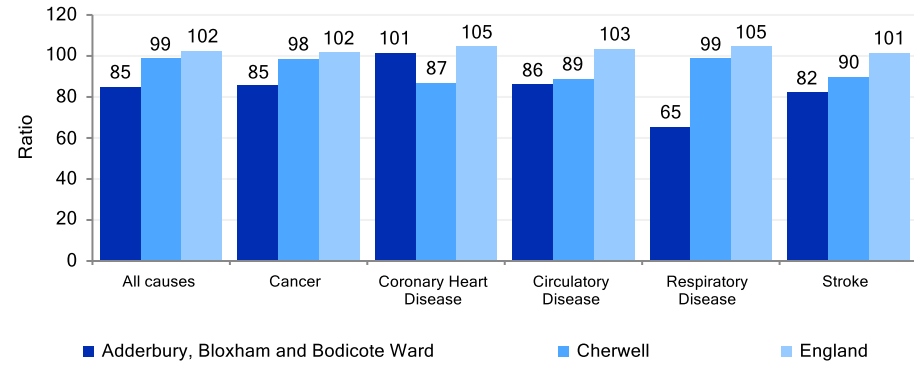 120
100
80
60
40
20
0
Ratio
85 99 102
85 98 102
101 87 105
86 89 103
65 99 105
82 90 101
All causes
Cancer
Coronary Heart
Disease
Circulatory
Disease
Respiratory
Disease
Stroke
Adderbury, Bloxham and Bodicote Ward
Cherwell
England